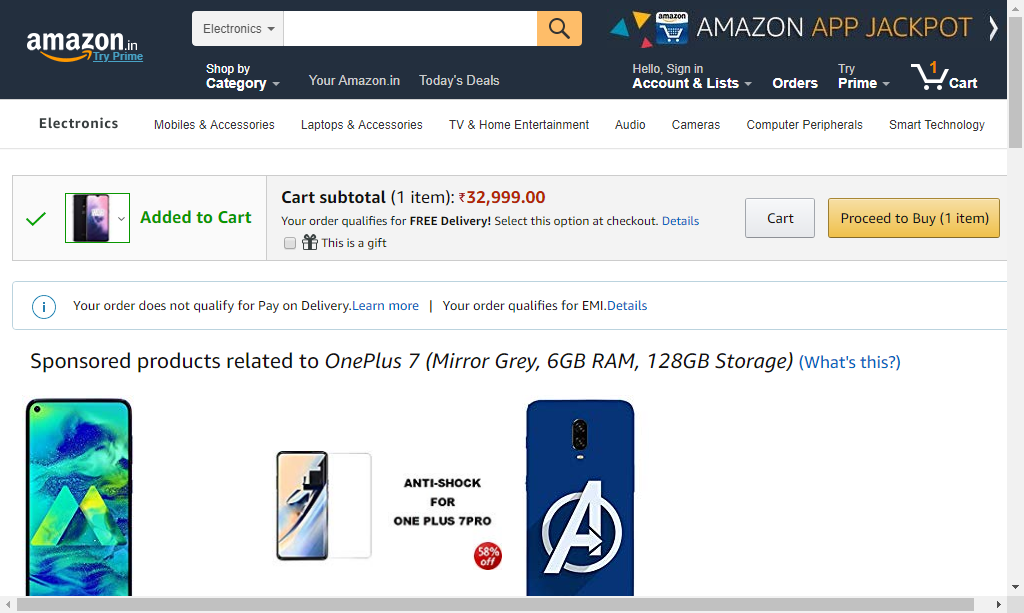 amazon.in
Try Prime
Electronics
amazon
AMAZON APP JACKPOT
Shop by
Category
Your Amazon.in
Today's Deals
Hello, Sign in
Account & Lists
Orders
Try
Prime
1
Cart
Electronics
Mobiles & Accessories
Laptops & Accessories
TV & Home Entertainment
Audio
Cameras
Computer Peripherals
Smart Technology
Added to Cart
Cart subtotal (1 item): ₹32,999.00
Your order qualifies for FREE Delivery! Select this option at checkout. Details
This is a gift
Cart
Proceed to Buy (1 item)
Your order does not qualify for Pay on Delivery.Learn more | Your order qualifies for EMI.Details
Sponsored products related to OnePlus 7 (Mirror Grey, 6GB RAM, 128GB Storage) (What's this?)
ANTI-SHOCK
FOR
ONE PLUS 7PRO
58%
off